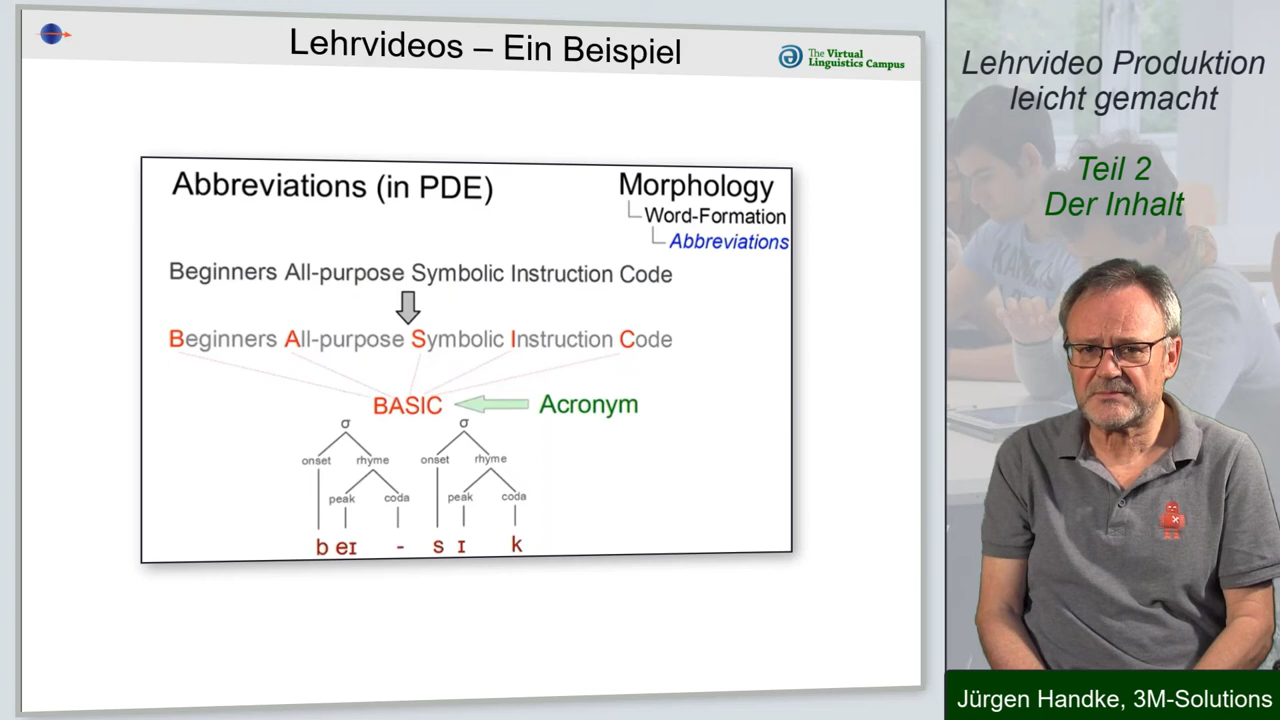 Lehrvideos – Ein Beispiel
The Virtual
Linguistics Campus
Abbreviations (in PDE)
Morphology
Word-Formation
Abbreviations
Beginners All-purpose Symbolic Instruction Code
Beginners All-purpose Symbolic Instruction Code
BASIC
Acronym
σ σ
onset rhyme onset rhyme
peak coda peak coda
b eɪ - s ɪ k
Lehrvideo Produktion
leicht gemacht
Teil 2
Der Inhalt
Jürgen Handke, 3M-Solutions